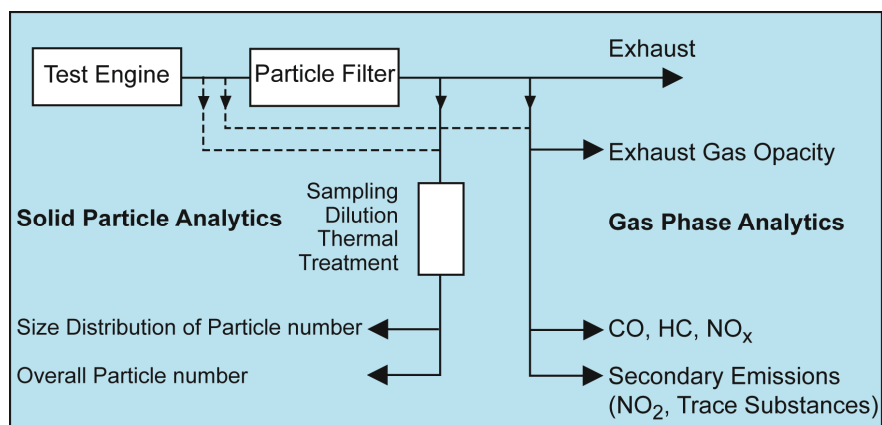 Exhaust
Test Engine
Particle Filter
Exhaust Gas Opacity
Sampling
Dilution
Thermal
Treatment
Solid Particle Analytics
Gas Phase Analytics
Size Distribution of Particle number
CO, HC, NOx
Overall Particle number
Secondary Emissions
(NO2, Trace Substances)